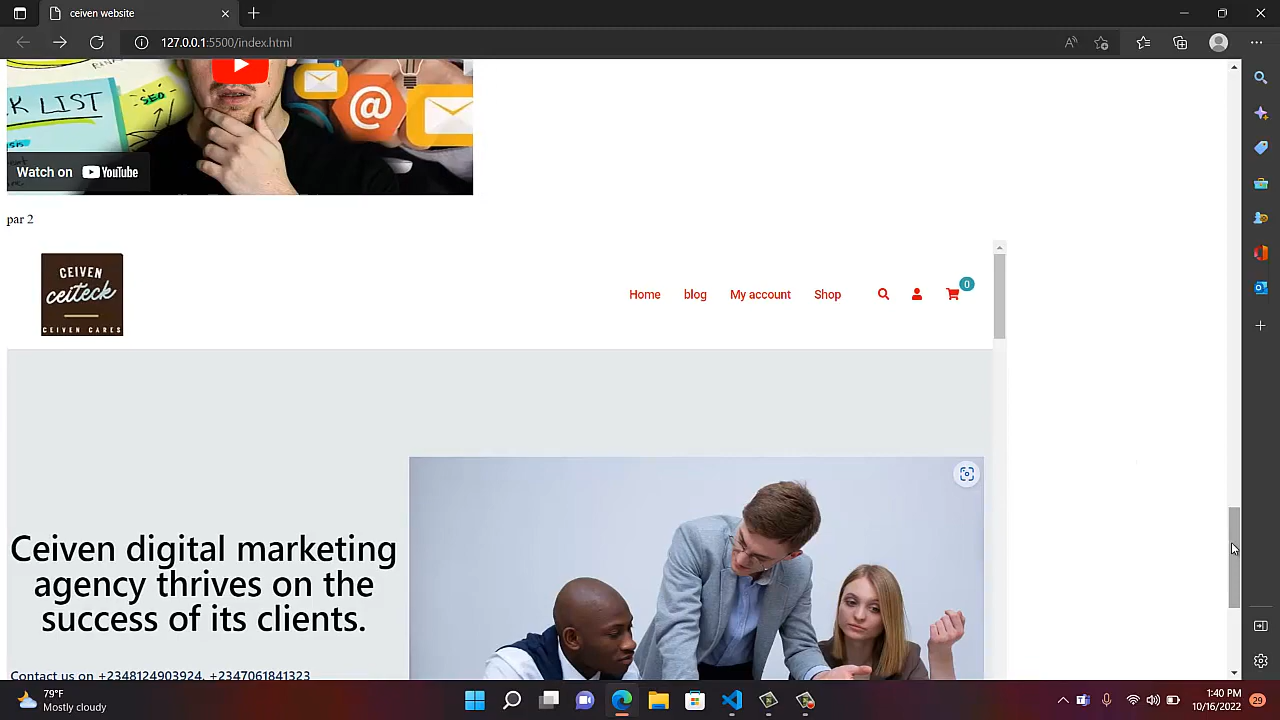 ceiven website
127.0.0.1:5500/index.html
K LIST
SEO
@
Watch on YouTube
par 2
CEIVEN
ceiteck
CEIVEN CARES
Home blog My account Shop 0
Ceiven digital marketing
agency thrives on the
success of its clients.
Contact us on +2348124903924, +2347061841323
79°F
Mostly cloudy
1:40 PM
10/16/2022
29